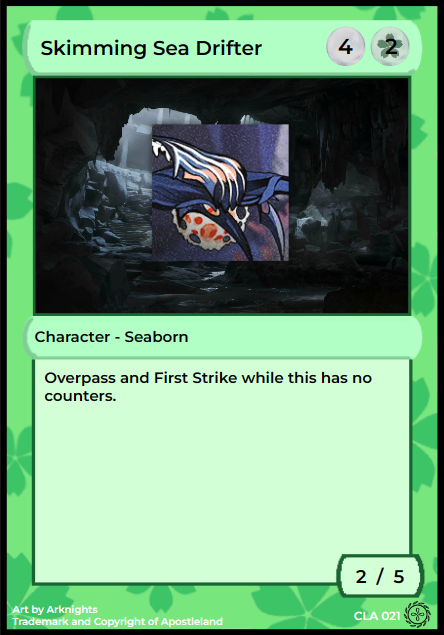 Skimming Sea Drifter 4 2
Character - Seaborn
Overpass and First Strike while this has no
counters.
2 / 5
Art by Arknights
Trademark and Copyright of Apostleland
CLA 021